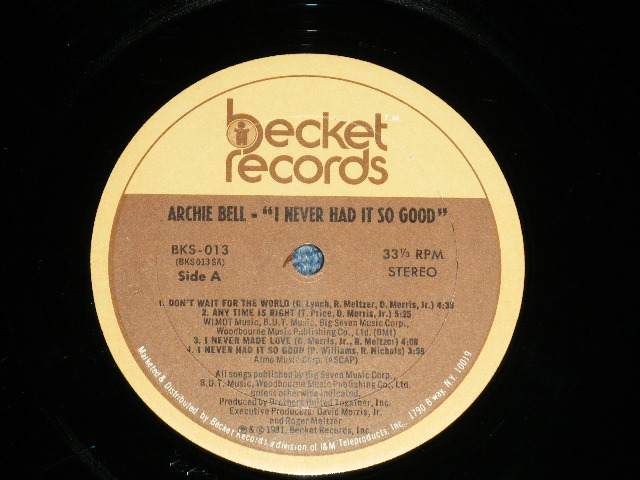 becket
records
ARCHIE BELL - "I NEVER HAD IT SO GOOD"
BKS-013
(BKS013SA)
Side A
33⅓ RPM
STEREO
1. DON'T WAIT FOR THE WORLD (B. Lynch, R. Meltzer, D. Morris, Jr.) 4:38
2. ANY TIME IS RIGHT (T. Price, D. Morris, Jr.) 5:25
WIMOT Music, B.U.T. Music, Big Seven Music Corp.,
Woodbourne Music Publishing Co., Ltd. (BMI)
3. I NEVER MADE LOVE (D. Morris, Jr., R. Meltzer) 4:08
4. I NEVER HAD IT SO GOOD (P. Williams, R. Nichols) 3:59
Almo Music Corp. (ASCAP)
All songs published by Big Seven Music Corp.,
B.U.T. Music, Woodbourne Music Publishing Co., Ltd.
unless otherwise indicated.
Produced by Brothers United Together, Inc.
Executive Producers: David Morris, Jr.
and Roger Meltzer
℗ & © 1981, Becket Records, Inc.
Marketed & Distributed by Becket Records, a division of I&M Teleproducts, Inc., 1790 B'way, N.Y. 10019